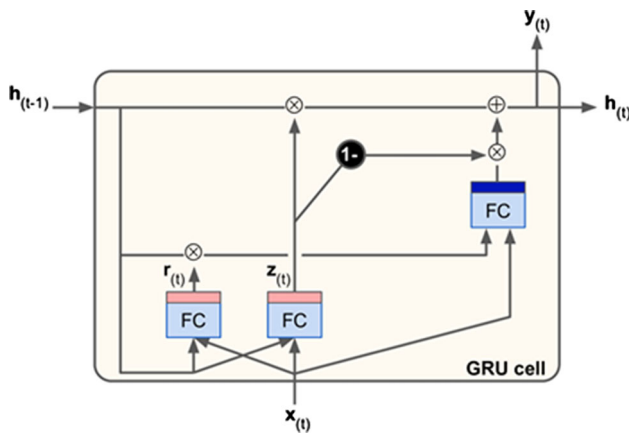 y(t)
h(t-1)
h(t)
1-
FC
r(t)
z(t)
FC
FC
GRU cell
x(t)